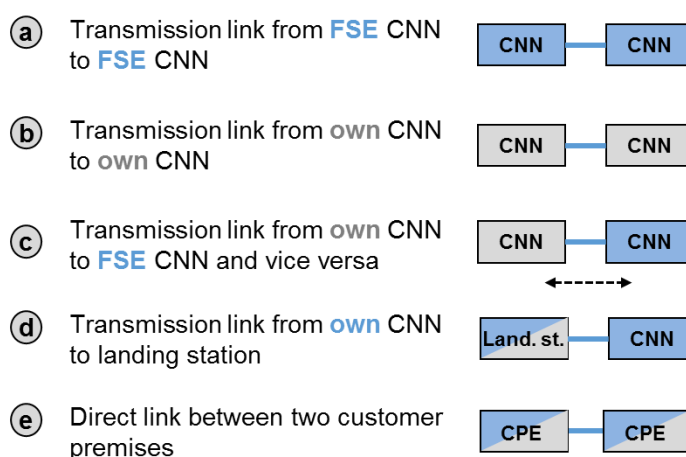 a Transmission link from FSE CNN
to FSE CNN
CNN CNN
b Transmission link from own CNN
to own CNN
CNN CNN
c Transmission link from own CNN
to FSE CNN and vice versa
CNN CNN
d Transmission link from own CNN
to landing station
Land. st. CNN
e Direct link between two customer
premises
CPE CPE